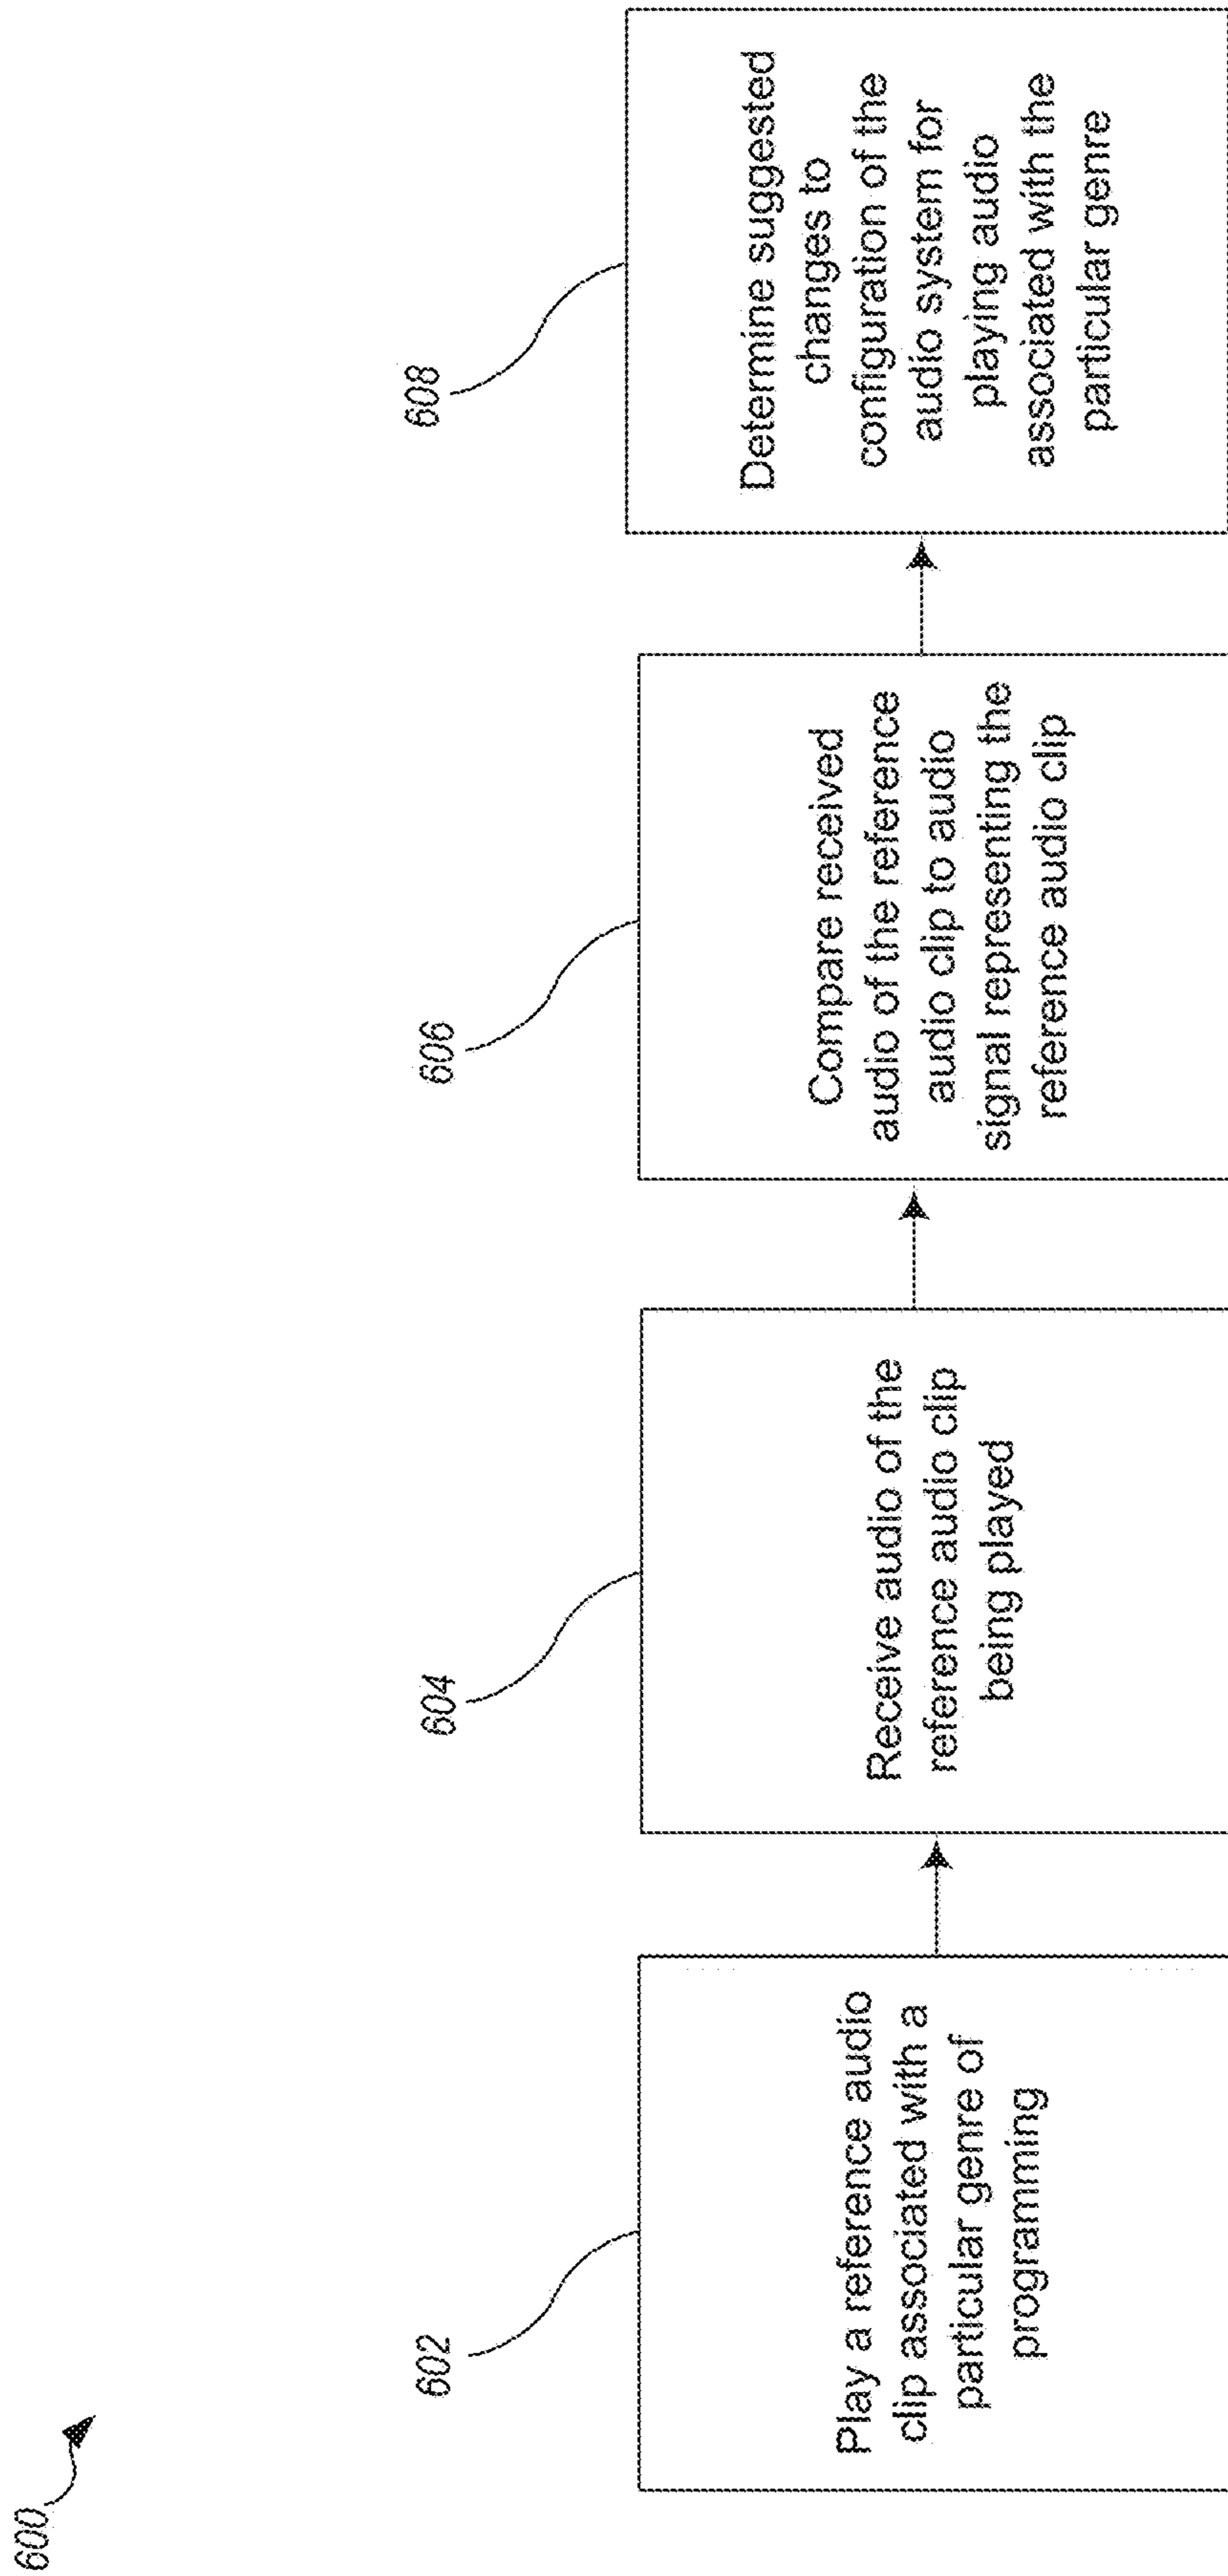 600
602
Play a reference audio
clip associated with a
particular genre of
programming
604
Receive audio of the
reference audio clip
being played
606
Compare received
audio of the reference
audio clip to audio
signal representing the
reference audio clip
608
Determine suggested
changes to
configuration of the
audio system for
playing audio
associated with the
particular genre